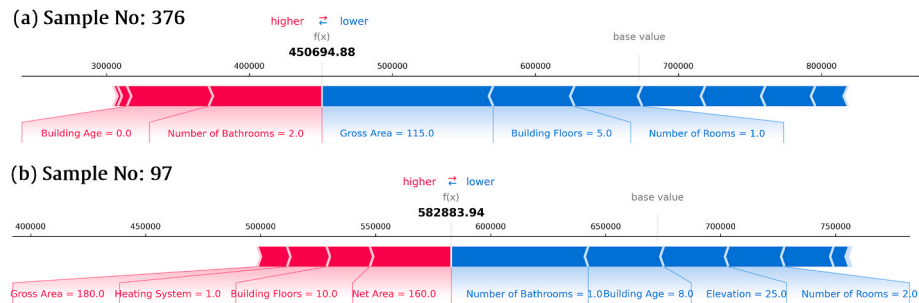 (a) Sample No: 376
higher ⇄ lower
f(x)
base value
450694.88
300000 400000 500000 600000 700000 800000
Building Age = 0.0 Number of Bathrooms = 2.0 Gross Area = 115.0 Building Floors = 5.0 Number of Rooms = 1.0
(b) Sample No: 97
higher ⇄ lower
f(x)
base value
582883.94
400000 450000 500000 550000 600000 650000 700000 750000
Gross Area = 180.0 Heating System = 1.0 Building Floors = 10.0 Net Area = 160.0 Number of Bathrooms = 1.0 Building Age = 8.0 Elevation = 25.0 Number of Rooms = 2.0